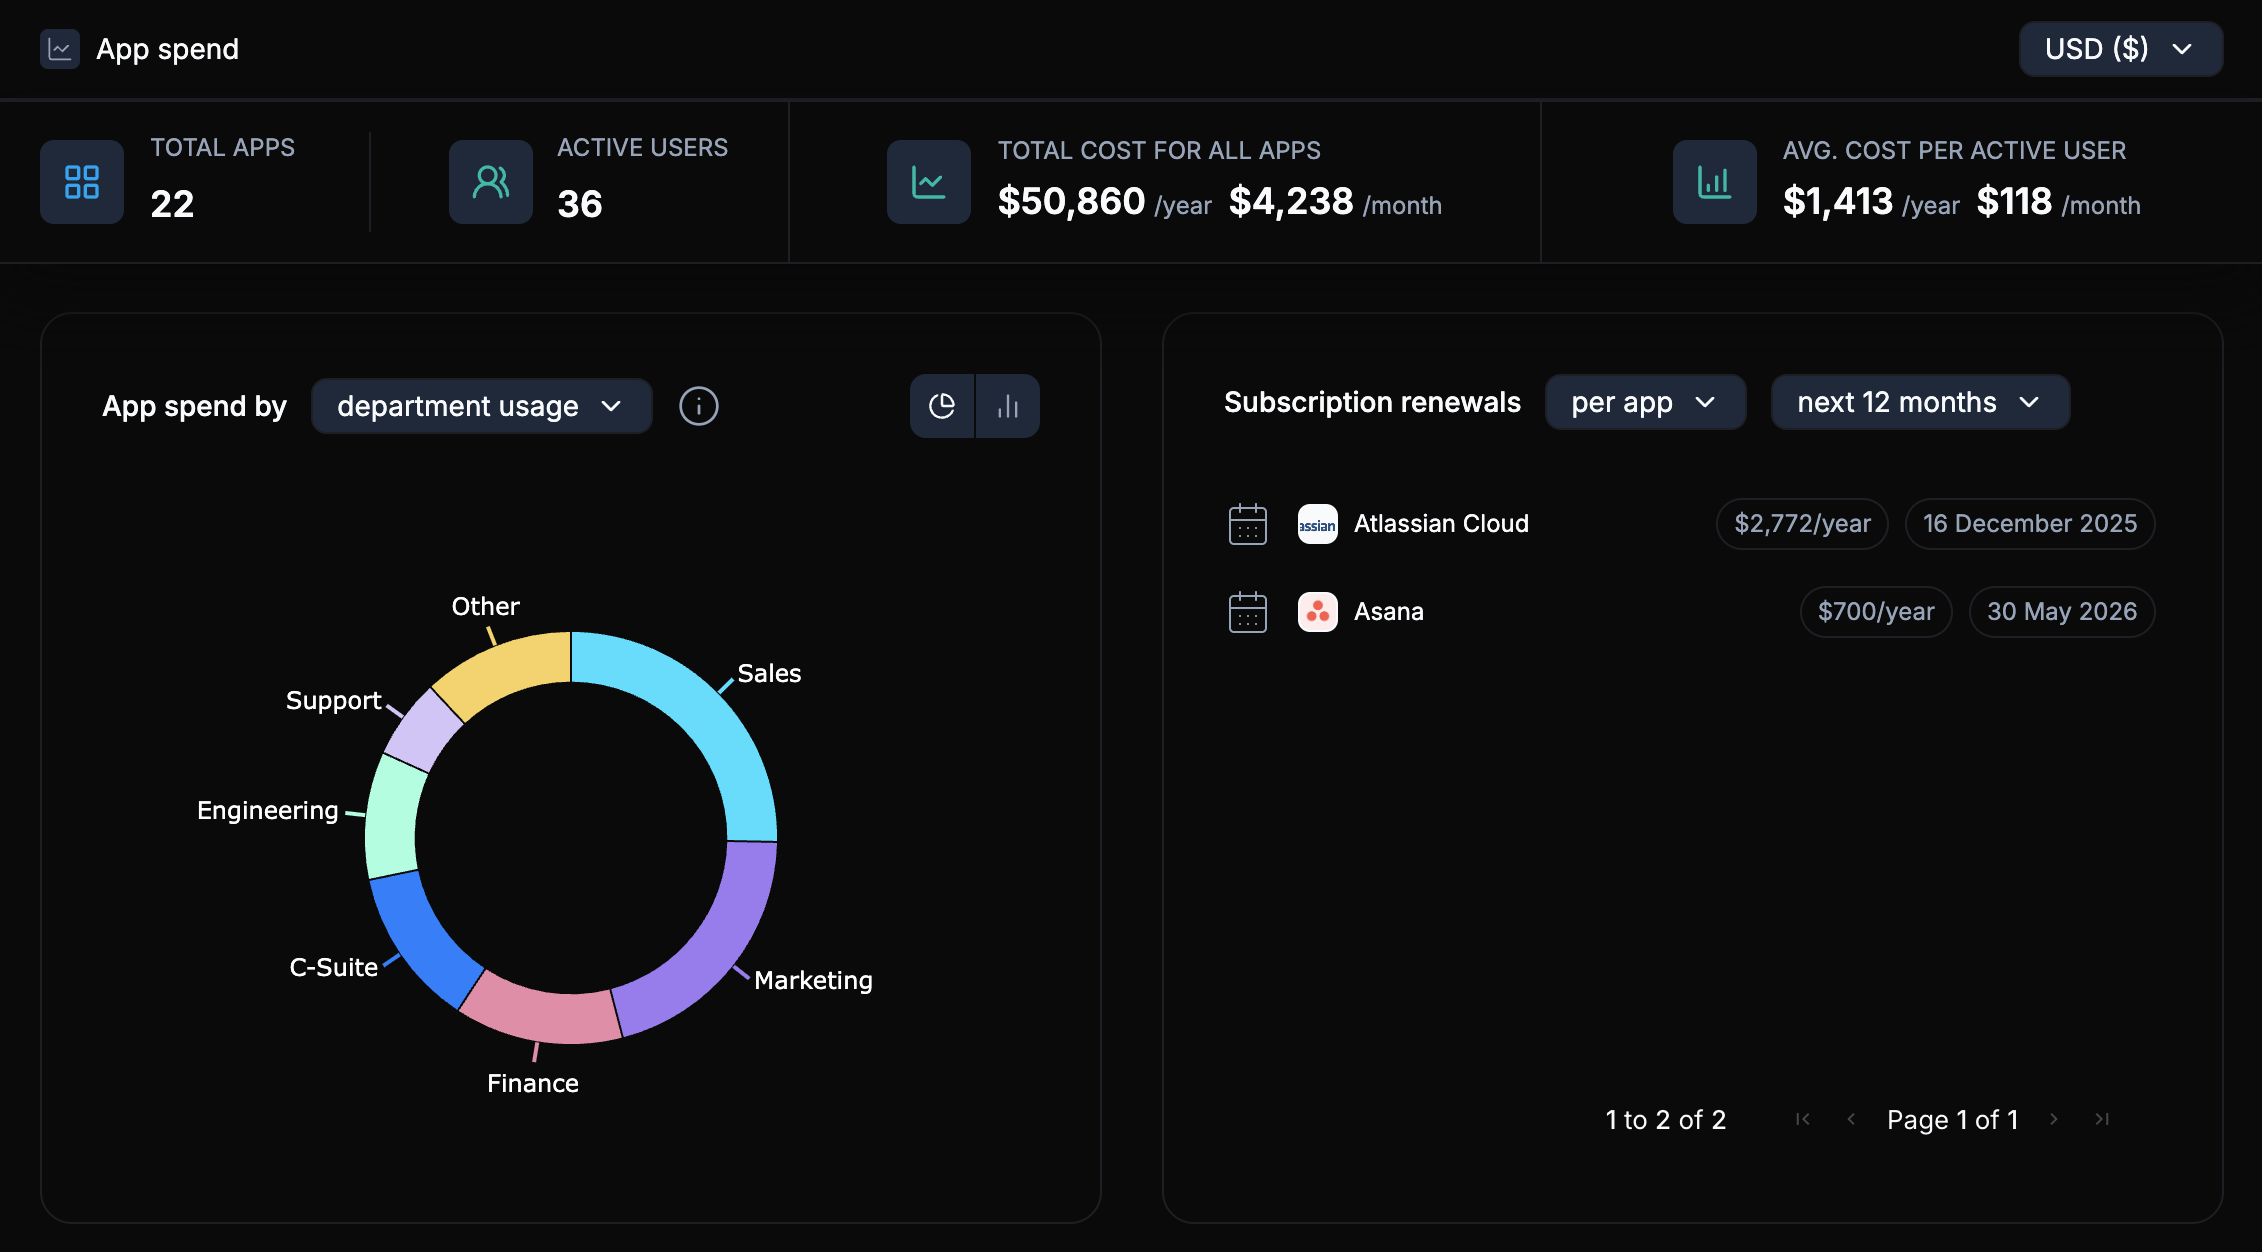 App spend
USD ($)
TOTAL APPS
22
ACTIVE USERS
36
TOTAL COST FOR ALL APPS
$50,860 /year $4,238 /month
AVG. COST PER ACTIVE USER
$1,413 /year $118 /month
App spend by department usage
Other
Sales
Support
Engineering
C-Suite
Marketing
Finance
Subscription renewals per app next 12 months
assian Atlassian Cloud $2,772/year 16 December 2025
Asana $700/year 30 May 2026
1 to 2 of 2 Page 1 of 1